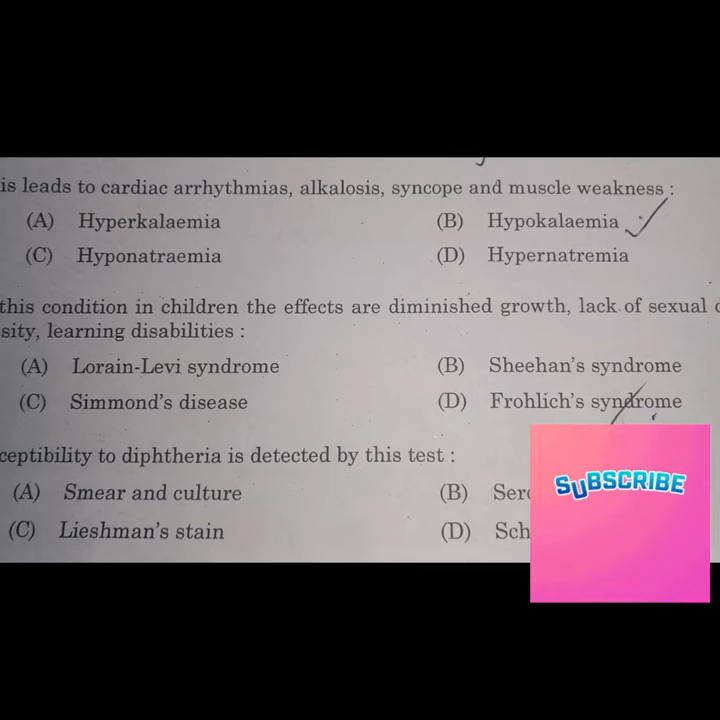 is leads to cardiac arrhythmias, alkalosis, syncope and muscle weakness :
(A) Hyperkalaemia (B) Hypokalaemia
(C) Hyponatraemia (D) Hypernatremia
this condition in children the effects are diminished growth, lack of sexual
sity, learning disabilities :
(A) Lorain-Levi syndrome (B) Sheehan's syndrome
(C) Simmond's disease (D) Frohlich's syndrome
ceptibility to diphtheria is detected by this test :
(A) Smear and culture (B)
(C) Lieshman's stain (D)
SUBSCRIBE